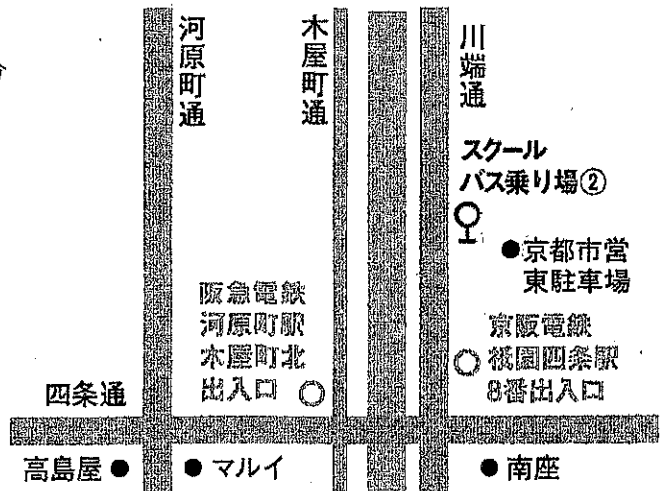 河原町通
木屋町通
川端通
スクール
バス乗り場②
●京都市営
東駐車場
阪急電鉄
河原町駅
木屋町北
出入口
京阪電鉄
祇園四条駅
8番出入口
四条通
高島屋●
●マルイ
●南座